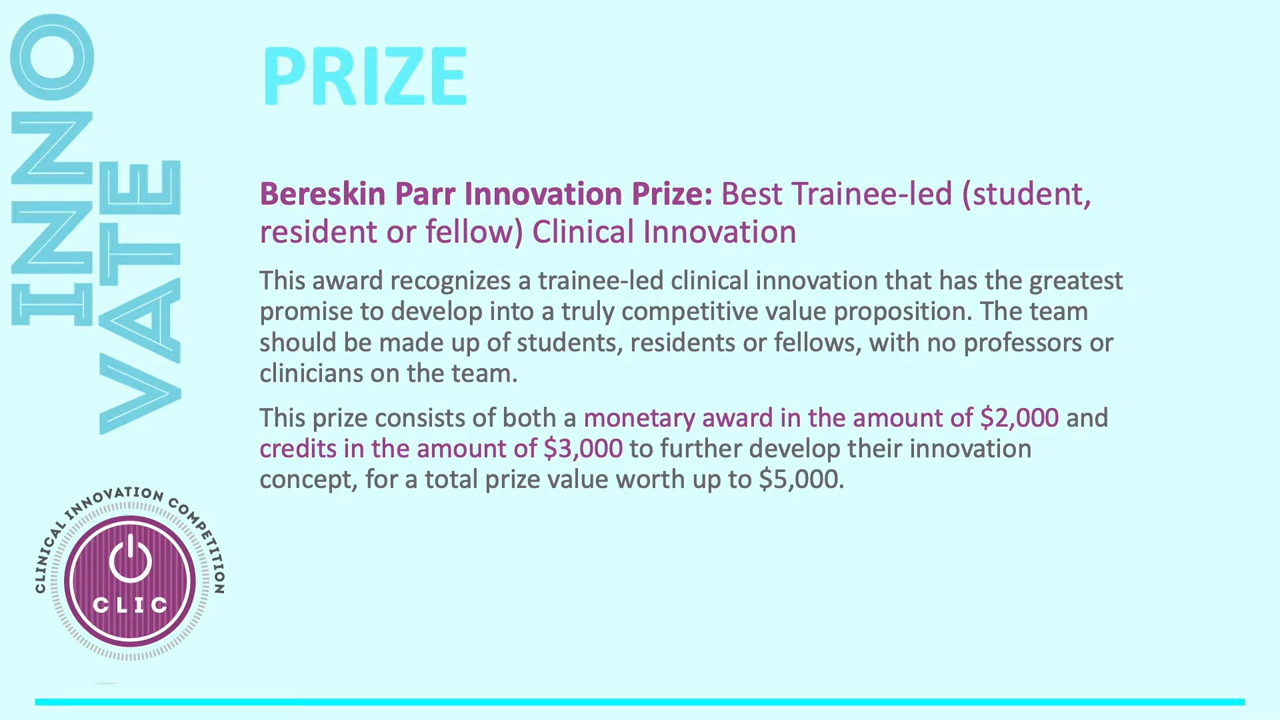 INNO
VATE
PRIZE
Bereskin Parr Innovation Prize: Best Trainee-led (student,
resident or fellow) Clinical Innovation
This award recognizes a trainee-led clinical innovation that has the greatest
promise to develop into a truly competitive value proposition. The team
should be made up of students, residents or fellows, with no professors or
clinicians on the team.
This prize consists of both a monetary award in the amount of $2,000 and
credits in the amount of $3,000 to further develop their innovation
concept, for a total prize value worth up to $5,000.
CLINICAL INNOVATION COMPETITION
CLIC